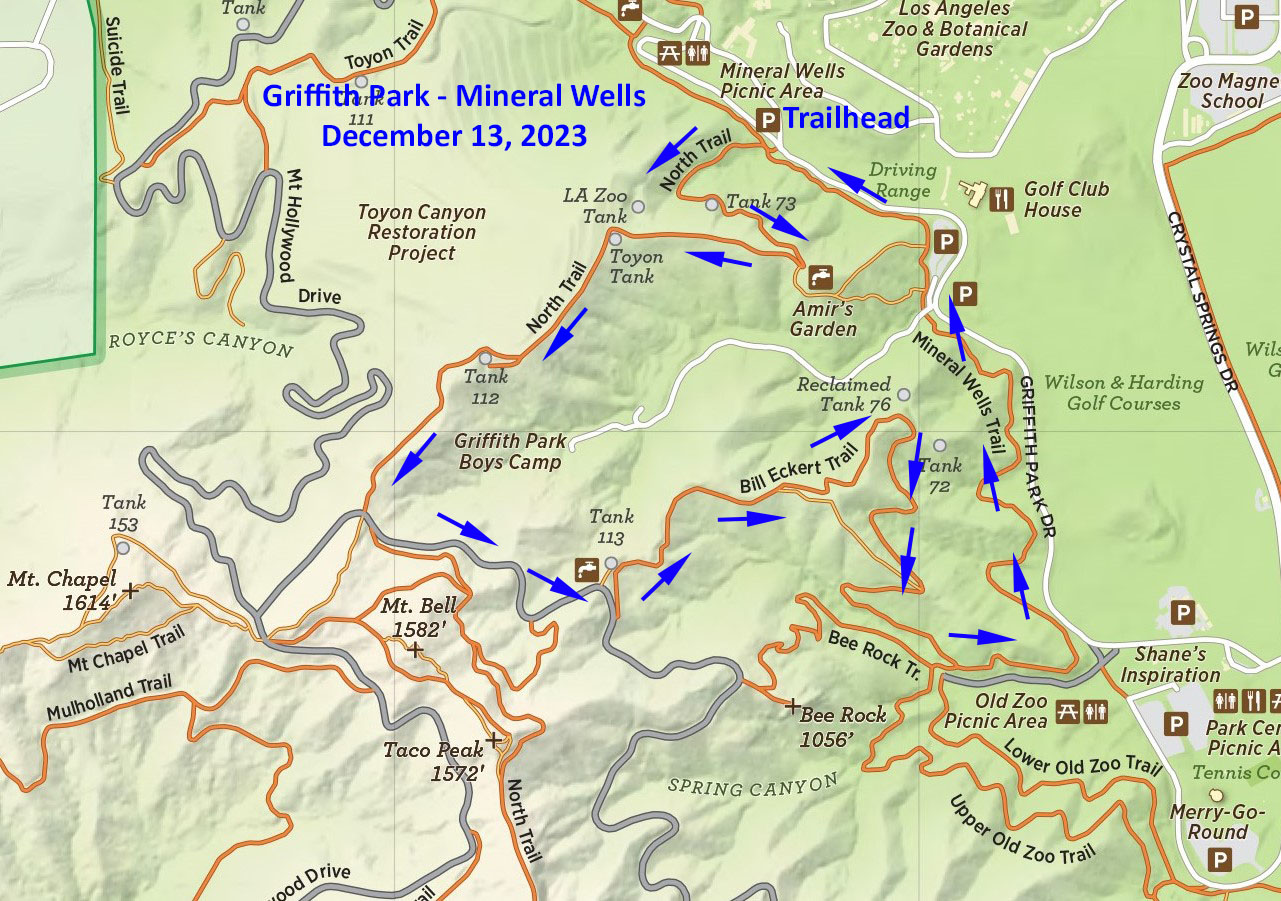 Tank
Los Angeles
Zoo & Botanical
Gardens
P
Suicide Trail
Toyon Trail
Mineral Wells
Picnic Area
Zoo Magne
School
Griffith Park - Mineral Wells
Tank
111
December 13, 2023
P
Trailhead
North Trail
Driving
Range
Golf Club
House
Mt Hollywood
Drive
Toyon Canyon
Restoration
Project
LA Zoo
Tank
Tank 73
Toyon
Tank
P
P
CRYSTAL SPRINGS DR
North Trail
Amir's
Garden
ROYCE'S CANYON
Mineral Wells Trail
GRIFFITH PARK DR
Wils
G
Tank
112
Reclaimed
Tank 76
Wilson & Harding
Golf Courses
Griffith Park
Boys Camp
Bill Eckert Trail
Tank
72
Tank
153
Tank
113
Mt. Chapel
1614'
Mt. Bell
1582'
P
Mt Chapel Trail
Bee Rock Tr.
Shane's
Inspiration
Mulholland Trail
Old Zoo
Picnic Area
Bee Rock
1056'
P
Park Cen
Picnic A
Taco Peak
1572'
Lower Old Zoo Trail
Tennis Co
SPRING CANYON
North Trail
Upper Old Zoo Trail
Merry-Go-
Round
P
wood Drive
ail